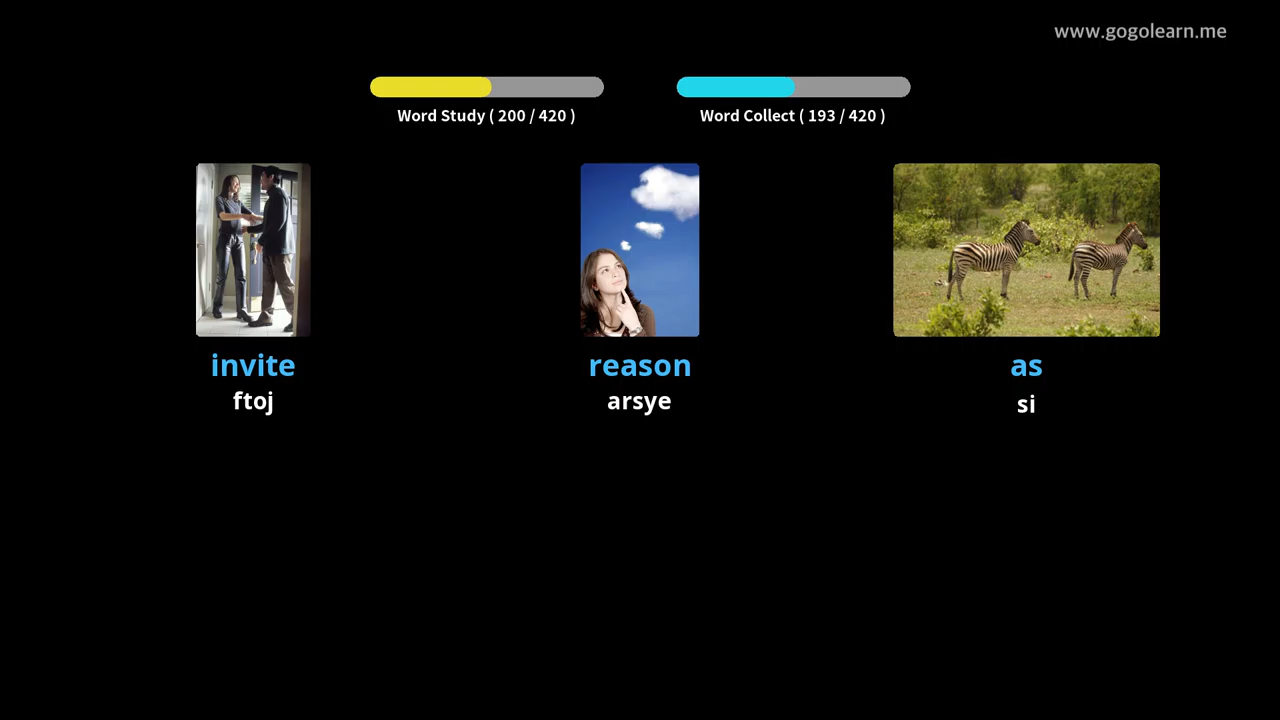 www.gogolearn.me
Word Study ( 200 / 420 )
Word Collect ( 193 / 420 )
invite
ftoj
reason
arsye
as
si